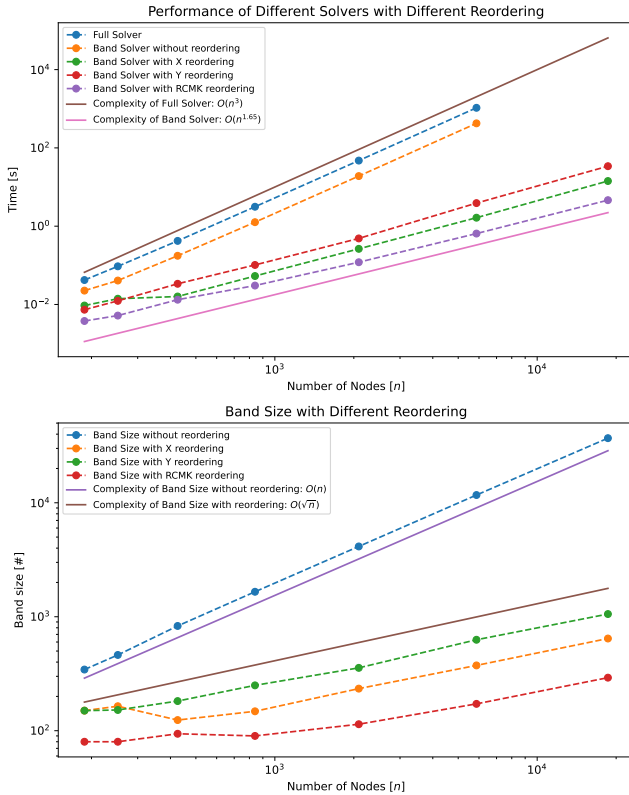 Performance of Different Solvers with Different Reordering
Full Solver
Band Solver without reordering
Band Solver with X reordering
Band Solver with Y reordering
Band Solver with RCMK reordering
Complexity of Full Solver: O(n³)
Complexity of Band Solver: O(n¹·⁶⁵)
10⁴
10²
10⁰
10⁻²
Time [s]
10³
10⁴
Number of Nodes [n]
Band Size with Different Reordering
Band Size without reordering
Band Size with X reordering
Band Size with Y reordering
Band Size with RCMK reordering
Complexity of Band Size without reordering: O(n)
Complexity of Band Size with reordering: O(√n)
10⁴
10³
10²
Band size [#]
10³
10⁴
Number of Nodes [n]